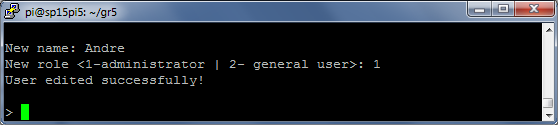 pi@sp15pi5: ~/gr5
New name: Andre
New role <1-administrator | 2- general user>: 1
User edited successfully!
>